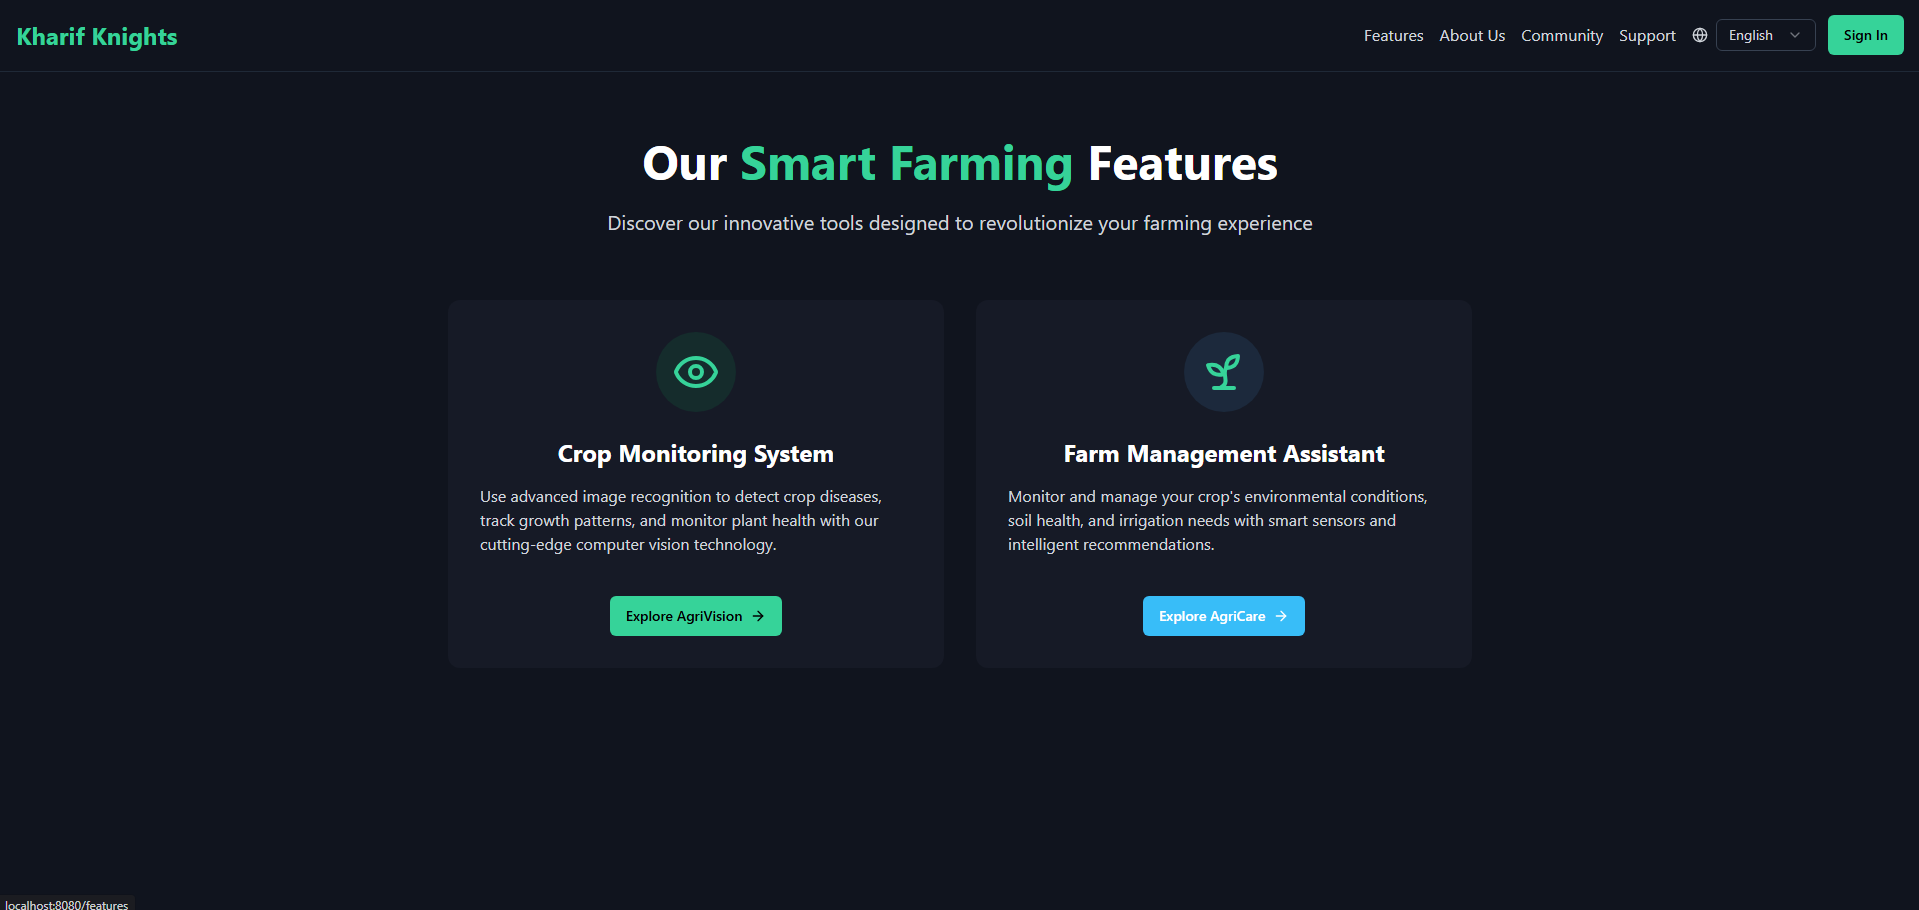 Kharif Knights
Features About Us Community Support English Sign In
Our Smart Farming Features
Discover our innovative tools designed to revolutionize your farming experience
Crop Monitoring System
Use advanced image recognition to detect crop diseases,
track growth patterns, and monitor plant health with our
cutting-edge computer vision technology.
Explore AgriVision →
Farm Management Assistant
Monitor and manage your crop's environmental conditions,
soil health, and irrigation needs with smart sensors and
intelligent recommendations.
Explore AgriCare →
localhost:8080/features